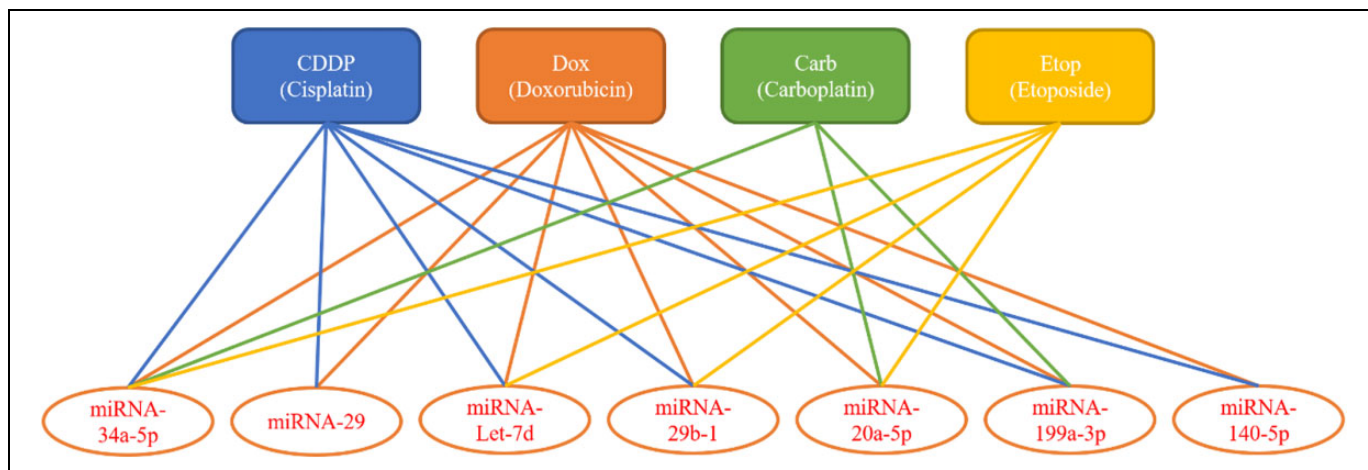 CDDP
(Cisplatin)
Dox
(Doxorubicin)
Carb
(Carboplatin)
Etop
(Etoposide)
miRNA-
34a-5p
miRNA-29
miRNA-
Let-7d
miRNA-
29b-1
miRNA-
20a-5p
miRNA-
199a-3p
miRNA-
140-5p